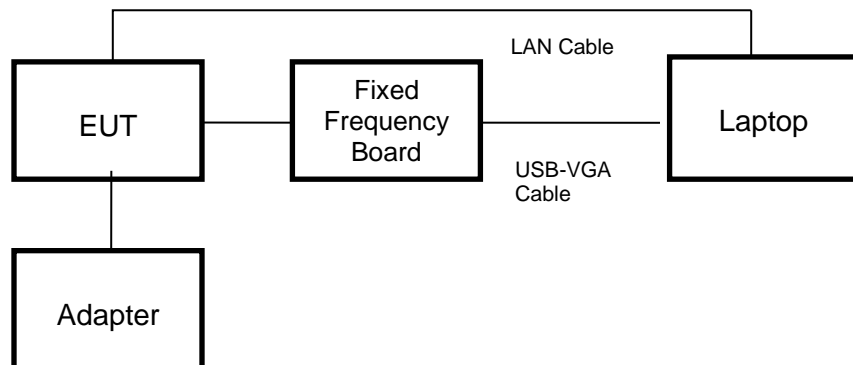 LAN Cable
EUT
Fixed
Frequency
Board
Laptop
USB-VGA
Cable
Adapter